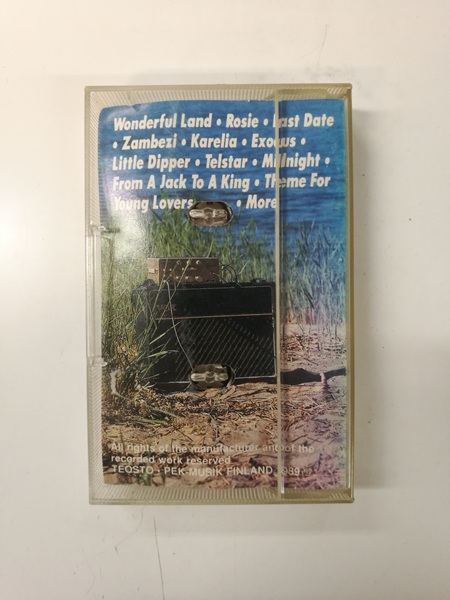 Wonderful Land • Rosie • Last Date
• Zambezi • Karelia • Exodus •
Little Dipper • Telstar • Midnight •
From A Jack To A King • Theme For
Young Lovers • More
All rights of the manufacturer and of the
recorded work reserved
TEOSTO - PEK-MUSIK FINLAND 1989